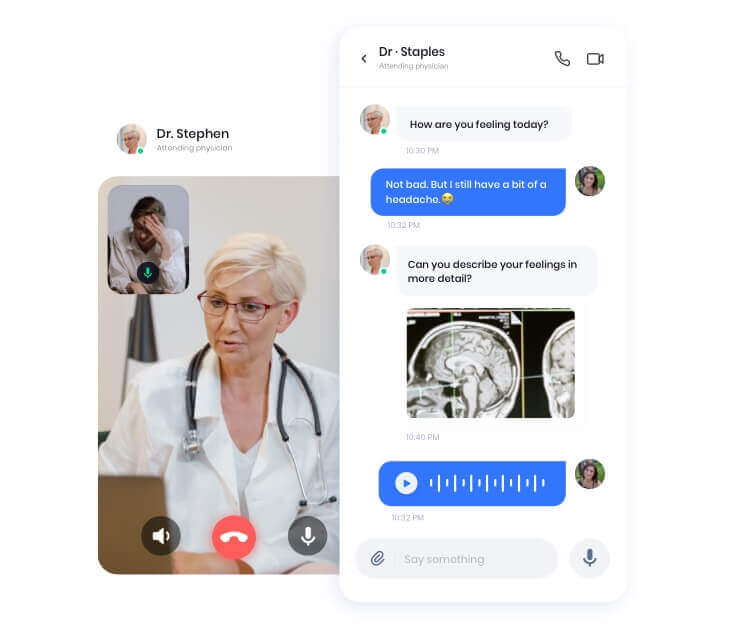 Dr. Stephen
Attending physician
Dr · Staples
Attending physician
How are you feeling today?
10:30 PM
Not bad. But I still have a bit of a
headache.😭
10:32 PM
Can you describe your feelings in
more detail?
10:40 PM
10:32 PM
Say something